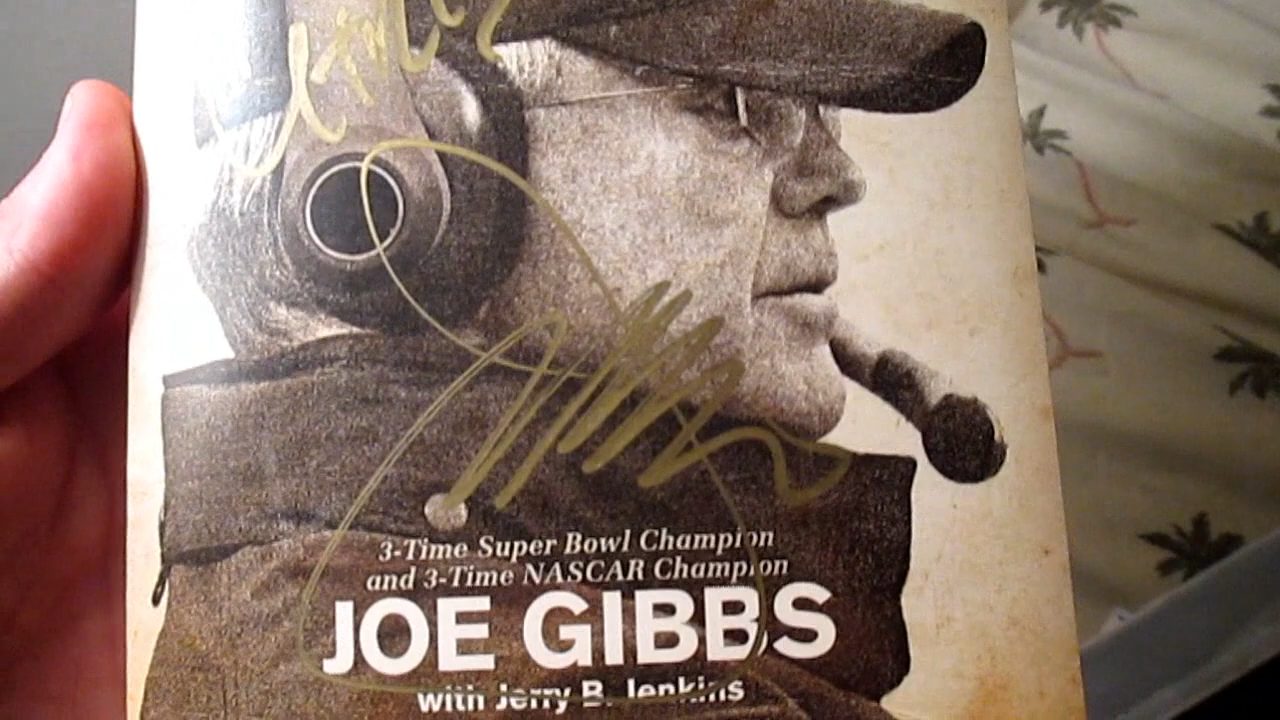 3-Time Super Bowl Champion
and 3-Time NASCAR Champion
JOE GIBBS
with Jerry B. Jenkins